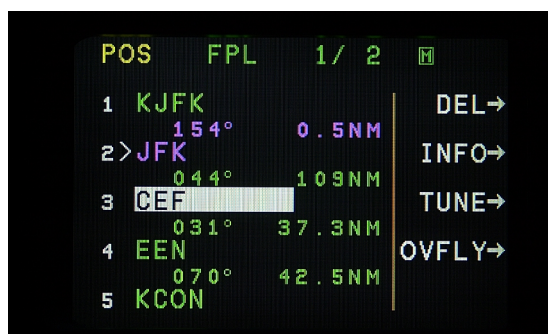 POS FPL 1/ 2 M
1 KJFK DEL→
154° 0.5NM
2 >JFK INFO→
044° 109NM
3 CEF TUNE→
031° 37.3NM
4 EEN OVFLY→
070° 42.5NM
5 KCON